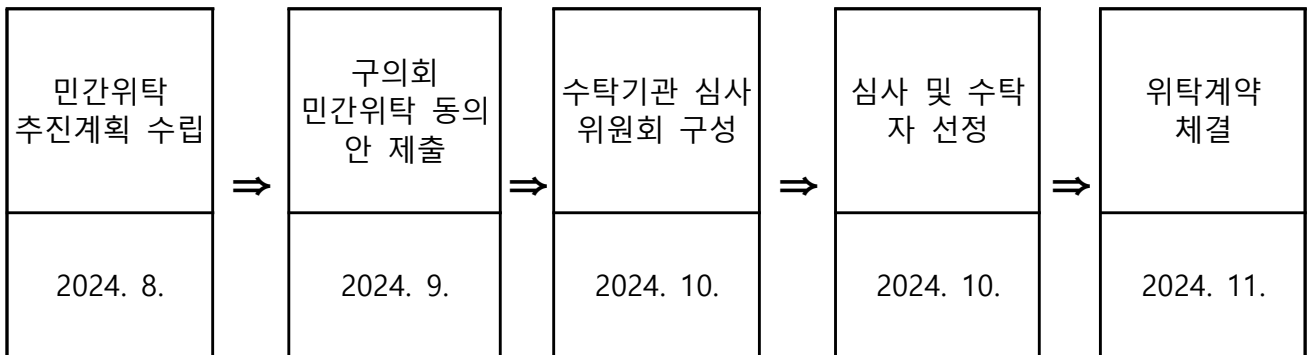 민간위탁
추진계획 수립
2024. 8.
⇒
구의회
민간위탁 동의
안 제출
2024. 9.
⇒
수탁기관 심사
위원회 구성
2024. 10.
⇒
심사 및 수탁
자 선정
2024. 10.
⇒
위탁계약
체결
2024. 11.